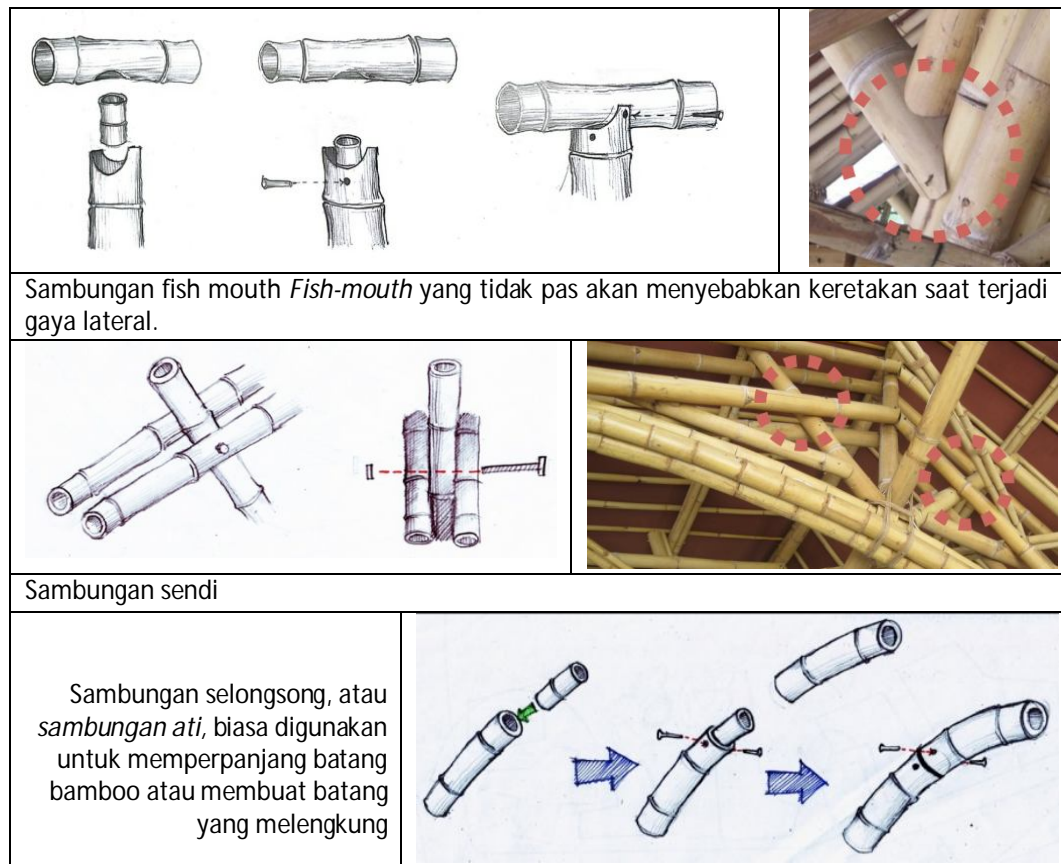 Sambungan fish mouth Fish-mouth yang tidak pas akan menyebabkan keretakan saat terjadi
gaya lateral.
Sambungan sendi
Sambungan selongsong, atau
sambungan ati, biasa digunakan
untuk memperpanjang batang
bamboo atau membuat batang
yang melengkung